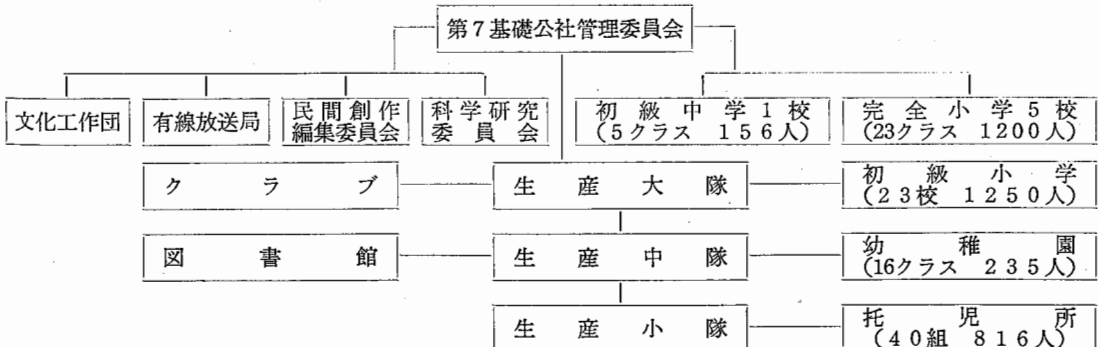 第7基礎公社管理委員会
文化工作団
有線放送局
民間創作
編集委員会
科学研究
委員会
初級中学1校
(5クラス 156人)
完全小学5校
(23クラス 1200人)
クラブ
生産大隊
初級小学
(23校 1250人)
図書館
生産中隊
幼稚園
(16クラス 235人)
生産小隊
托児所
(40組 816人)